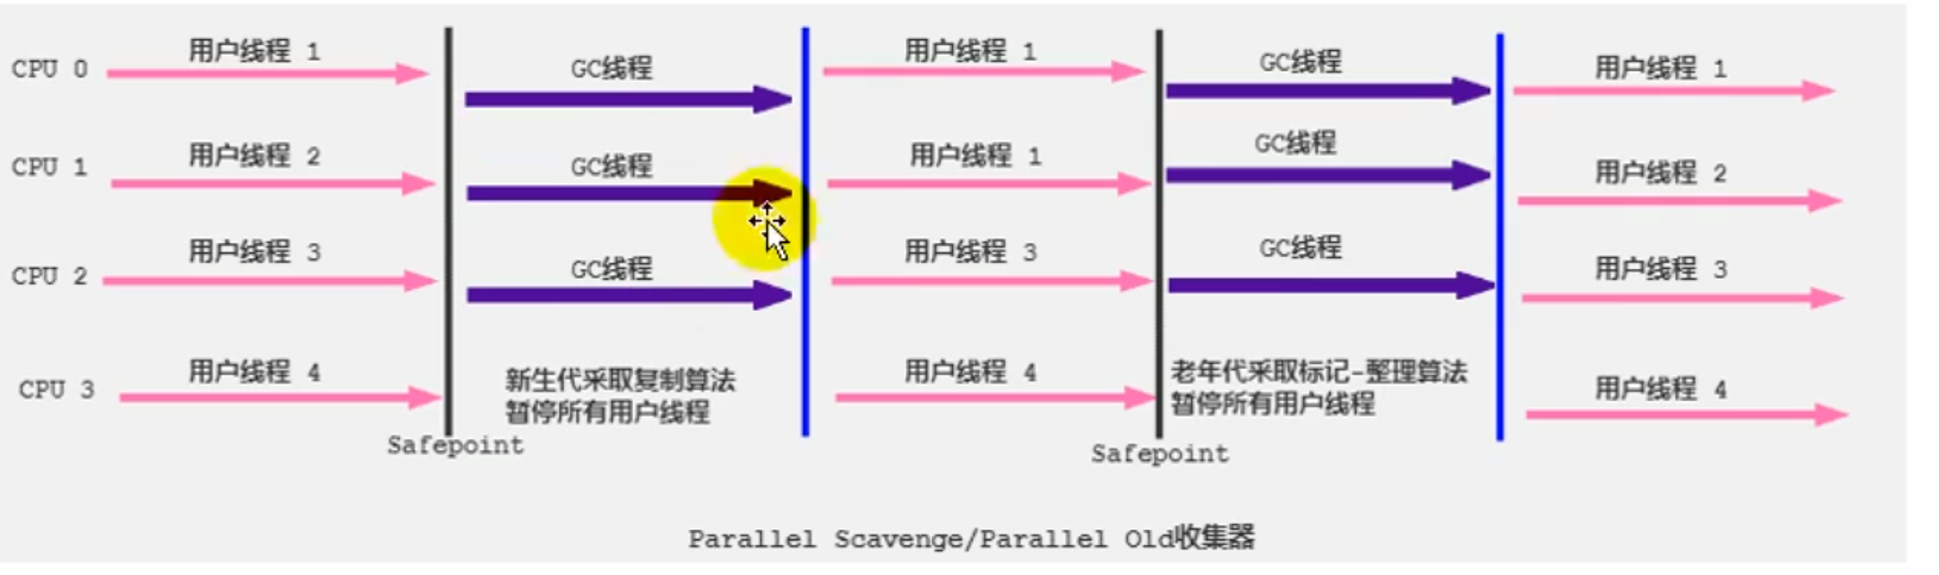 用户线程 1
GC线程
用户线程 1
GC线程
用户线程 1
CPU 0
用户线程 2
GC线程
用户线程 1
GC线程
用户线程 2
CPU 1
用户线程 3
GC线程
用户线程 3
GC线程
用户线程 3
CPU 2
用户线程 4
新生代采取复制算法
暂停所有用户线程
用户线程 4
老年代采取标记-整理算法
暂停所有用户线程
用户线程 4
CPU 3
Safepoint
Safepoint
Parallel Scavenge/Parallel Old收集器